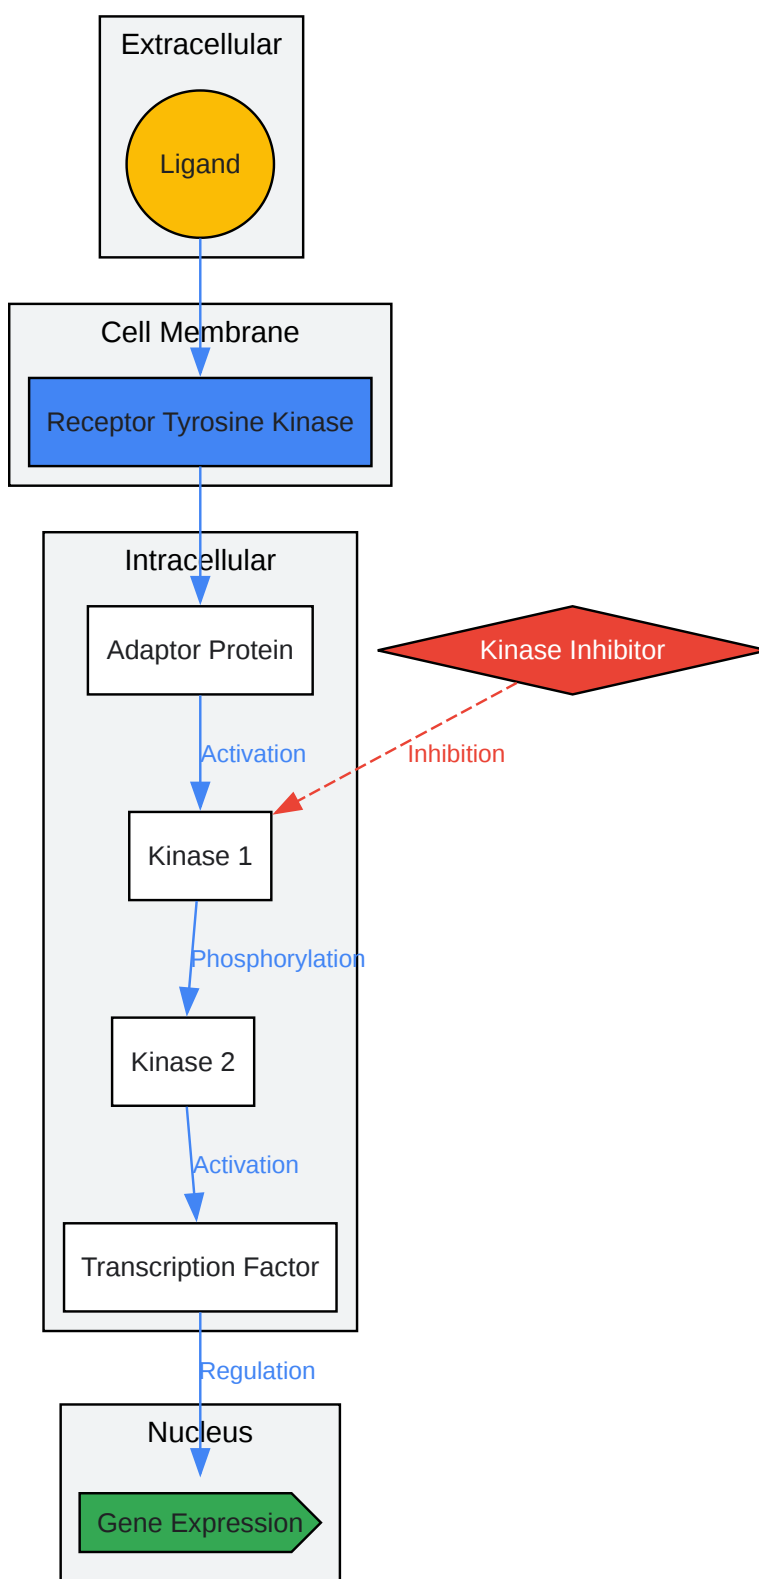 Extracellular
Ligand
Cell Membrane
Receptor Tyrosine Kinase
Intracellular
Adaptor Protein
Kinase Inhibitor
Activation
Inhibition
Kinase 1
Phosphorylation
Kinase 2
Activation
Transcription Factor
Regulation
Nucleus
Gene Expression